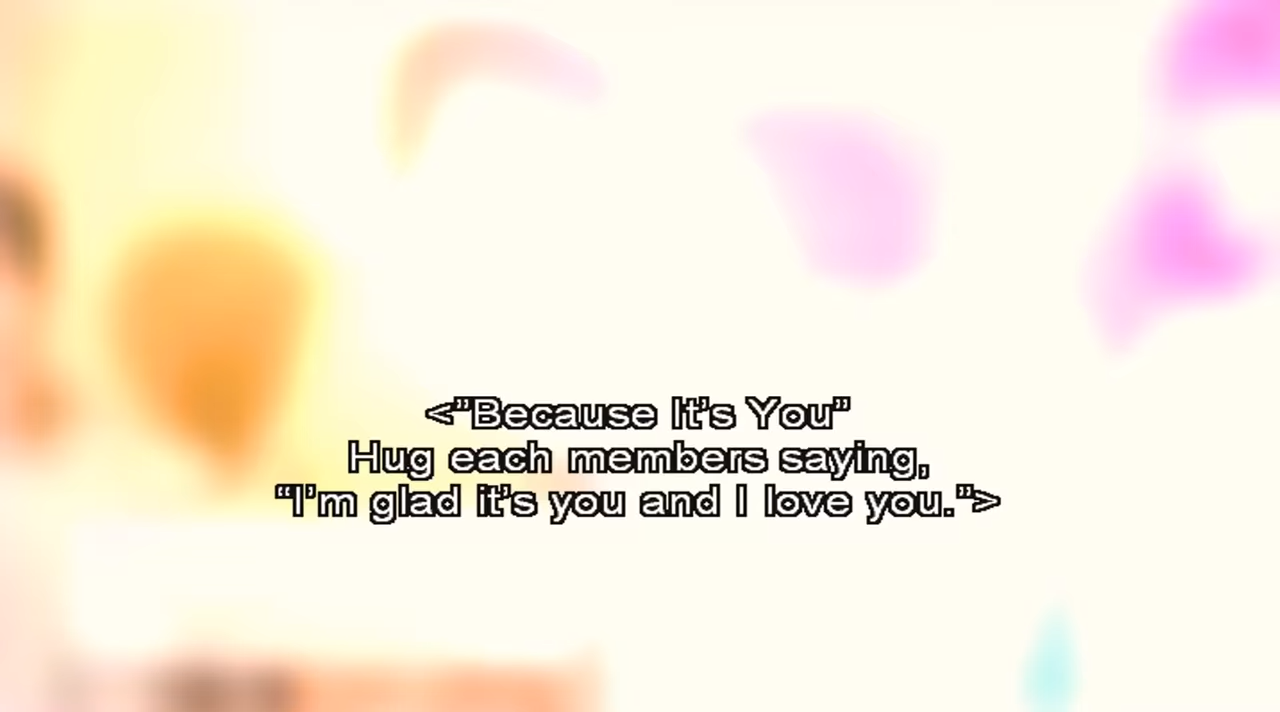 <”Because It’s You”
Hug each members saying,
“I’m glad it’s you and I love you.”>